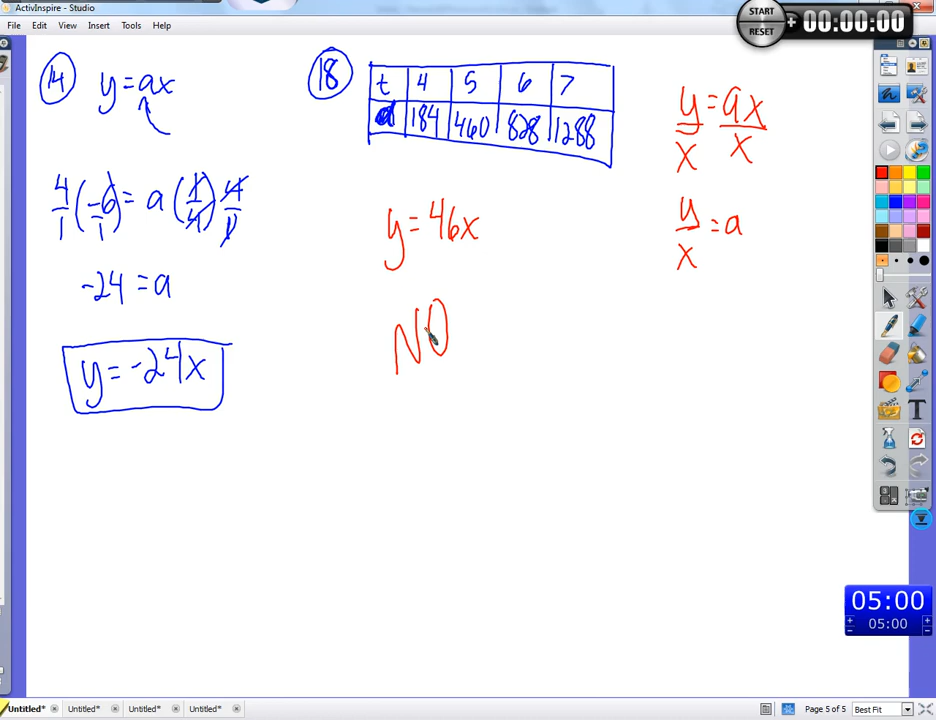 ActivInspire - Studio
START
RESET
00:00:00
File Edit View Insert Tools Help
14 y=ax
4/1(-6/1)=a(1/4)4/1
-24=a
y=-24x
18
t 4 5 6 7
d 184 460 828 1288
y=46x
NO
y/x=ax/x
y/x=a
05:00
05:00
Untitled* Untitled* Untitled* Untitled* Page 5 of 5 Best Fit